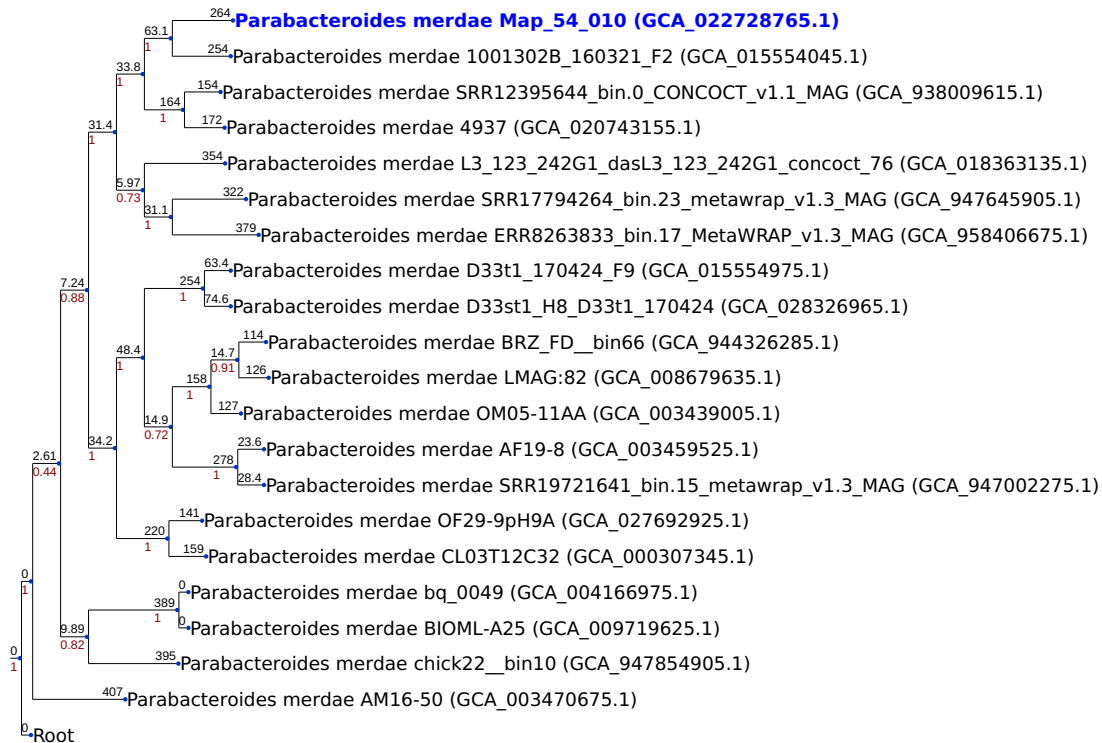 264 Parabacteroides merdae Map_54_010 (GCA_022728765.1)
63.1
1
254 Parabacteroides merdae 1001302B_160321_F2 (GCA_015554045.1)
33.8
1
154 Parabacteroides merdae SRR12395644_bin.0_CONCOCT_v1.1_MAG (GCA_938009615.1)
164
1
172 Parabacteroides merdae 4937 (GCA_020743155.1)
31.4
1
354 Parabacteroides merdae L3_123_242G1_dasL3_123_242G1_concoct_76 (GCA_018363135.1)
5.97
0.73
322 Parabacteroides merdae SRR17794264_bin.23_metawrap_v1.3_MAG (GCA_947645905.1)
31.1
1
379 Parabacteroides merdae ERR8263833_bin.17_MetaWRAP_v1.3_MAG (GCA_958406675.1)
63.4 Parabacteroides merdae D33t1_170424_F9 (GCA_015554975.1)
7.24
0.88
254
1
74.6 Parabacteroides merdae D33st1_H8_D33t1_170424 (GCA_028326965.1)
114 Parabacteroides merdae BRZ_FD__bin66 (GCA_944326285.1)
48.4
1
14.7
0.91
126 Parabacteroides merdae LMAG:82 (GCA_008679635.1)
158
1
127 Parabacteroides merdae OM05-11AA (GCA_003439005.1)
14.9
0.72
23.6 Parabacteroides merdae AF19-8 (GCA_003459525.1)
34.2
1
2.61
0.44
278
1
28.4 Parabacteroides merdae SRR19721641_bin.15_metawrap_v1.3_MAG (GCA_947002275.1)
141 Parabacteroides merdae OF29-9pH9A (GCA_027692925.1)
220
1
159 Parabacteroides merdae CL03T12C32 (GCA_000307345.1)
0
1
0 Parabacteroides merdae bq_0049 (GCA_004166975.1)
389
1
0 Parabacteroides merdae BIOML-A25 (GCA_009719625.1)
9.89
0.82
0
1
395 Parabacteroides merdae chick22__bin10 (GCA_947854905.1)
407 Parabacteroides merdae AM16-50 (GCA_003470675.1)
0 Root